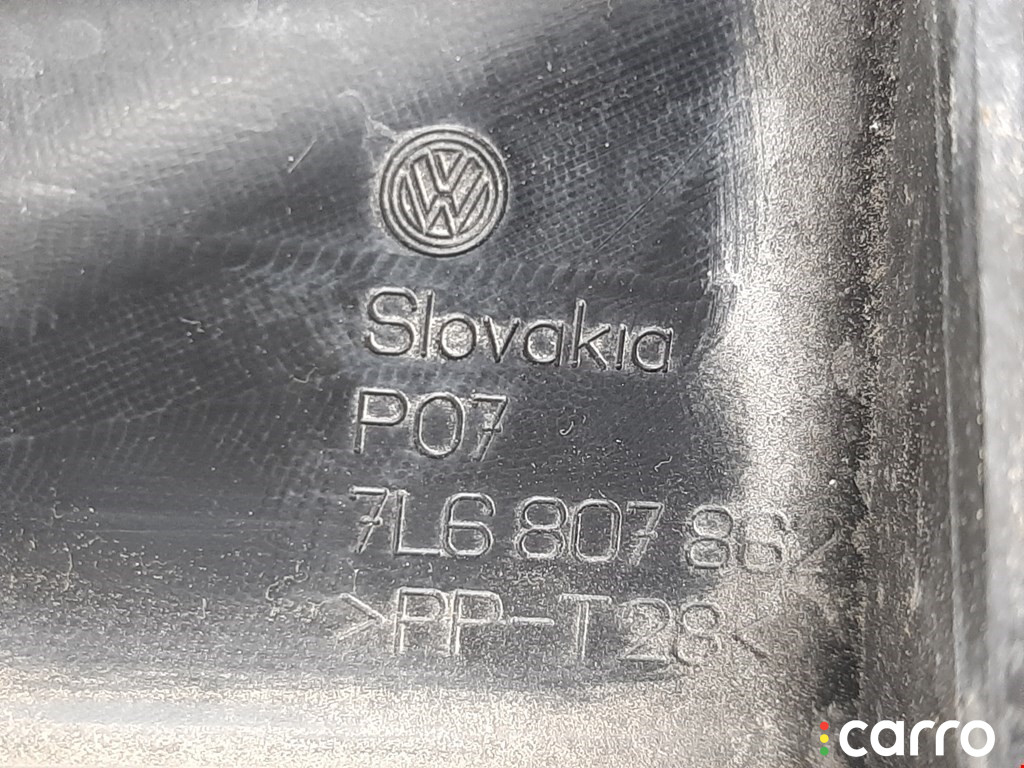 Slovakia
P07
7L6 807 862
>PP-T28<
carro